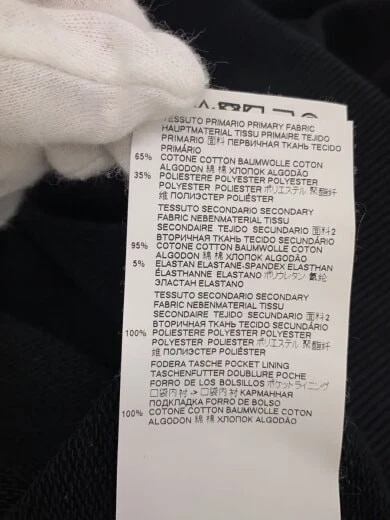 TESSUTO PRIMARIO PRIMARY FABRIC
HAUPTMATERIAL TISSU PRIMAIRE TEJIDO
PRIMARIO 面料 ПЕРВИЧНАЯ ТКАНЬ TECIDO
PRIMÁRIO
65% COTONE COTTON BAUMWOLLE COTON
ALGODON 綿 棉 ХЛОПОК ALGODÃO
35% POLIESTERE POLYESTER POLYESTER
POLYESTER POLIESTER ポリエステル 聚酯纤
维 ПОЛИЭСТЕР POLIÉSTER
TESSUTO SECONDARIO SECONDARY
FABRIC NEBENMATERIAL TISSU
SECONDAIRE TEJIDO SECUNDARIO 面料2
ВТОРИЧНАЯ ТКАНЬ TECIDO SECUNDÁRIO
95% COTONE COTTON BAUMWOLLE COTON
ALGODON 綿 棉 ХЛОПОК ALGODÃO
5% ELASTAN ELASTANE-SPANDEX ELASTHAN
ÉLASTHANNE ELASTANO ポリウレタン 氨纶
ЭЛАСТАН ELASTANO
TESSUTO SECONDARIO SECONDARY
FABRIC NEBENMATERIAL TISSU
SECONDAIRE TEJIDO SECUNDARIO 面料2
ВТОРИЧНАЯ ТКАНЬ TECIDO SECUNDÁRIO
100% POLIESTERE POLYESTER POLYESTER
POLYESTER POLIESTER ポリエステル 聚酯纤
维 ПОЛИЭСТЕР POLIÉSTER
FODERA TASCHE POCKET LINING
TASCHENFUTTER DOUBLURE POCHE
FORRO DE LOS BOLSILLOS ポケットライニング
口袋内衬 -> 口袋内衬 КАРМАННАЯ
ПОДКЛАДКА FORRO DE BOLSO
100% COTONE COTTON BAUMWOLLE COTON
ALGODON 綿 棉 ХЛОПОК ALGODÃO